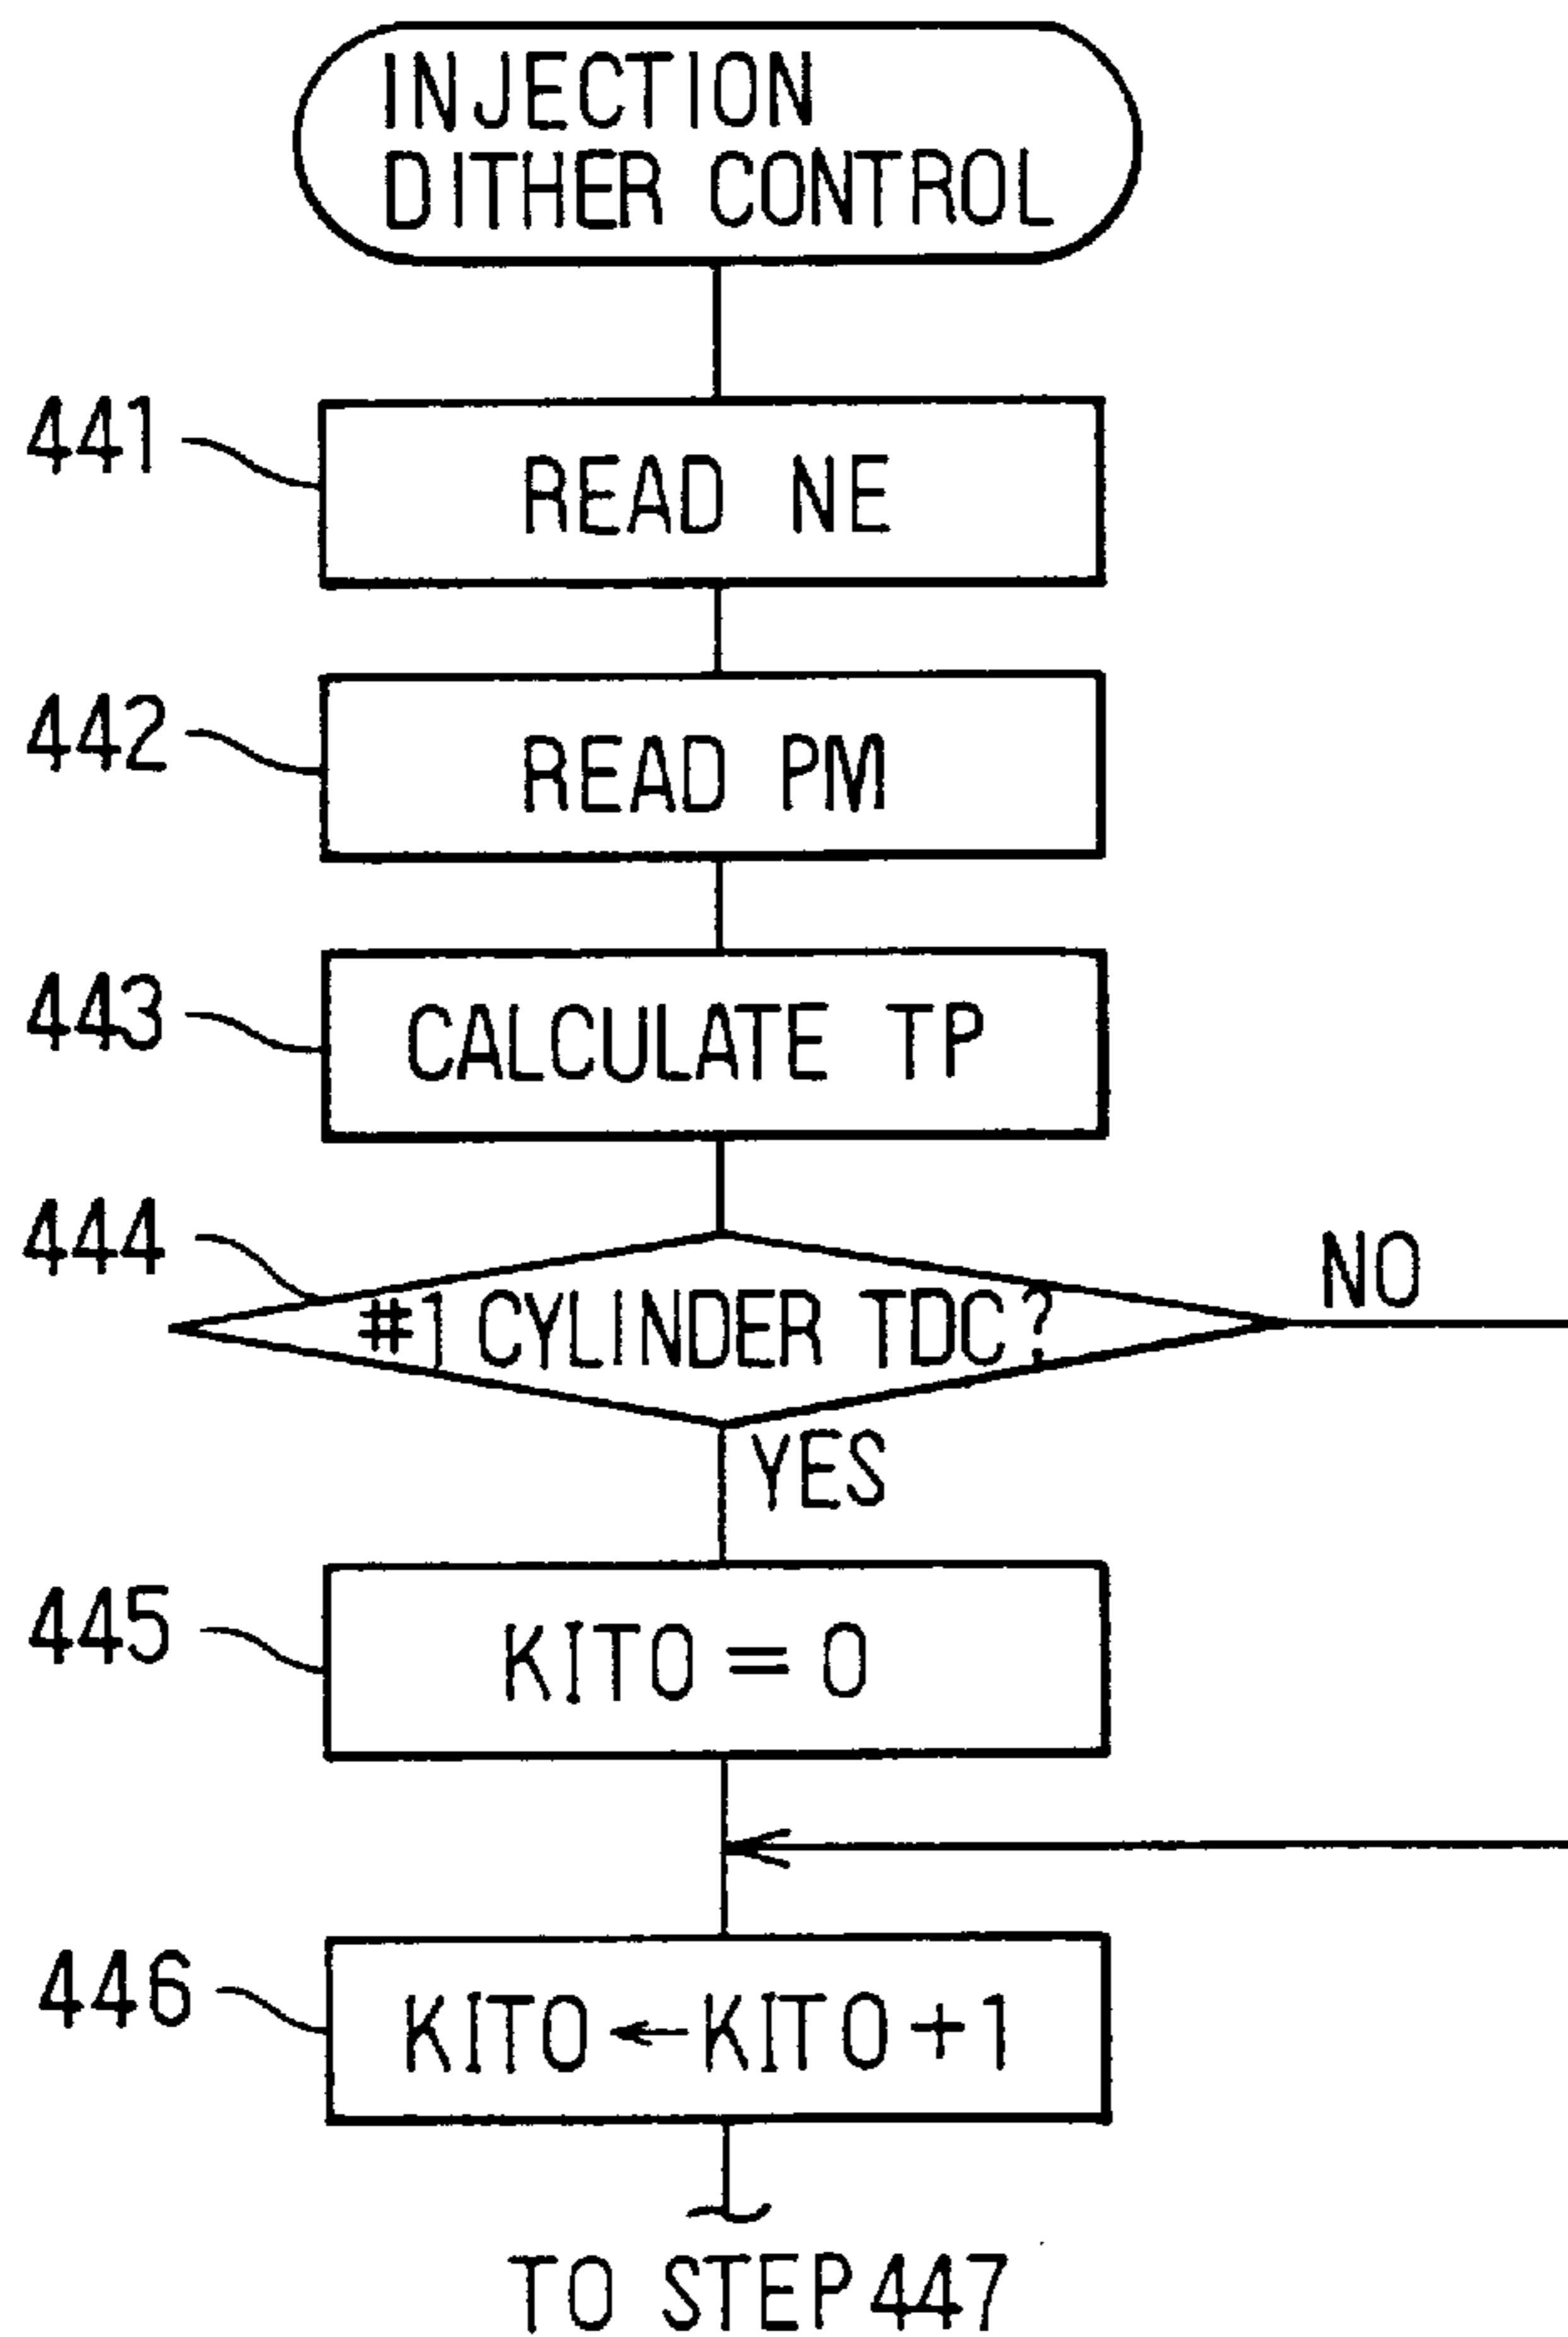 INJECTION
DITHER CONTROL
441
READ NE
442
READ PM
443
CALCULATE TP
444
#1 CYLINDER TDC?
NO
YES
445
KITO = 0
446
KITO ← KITO + 1
TO STEP 447